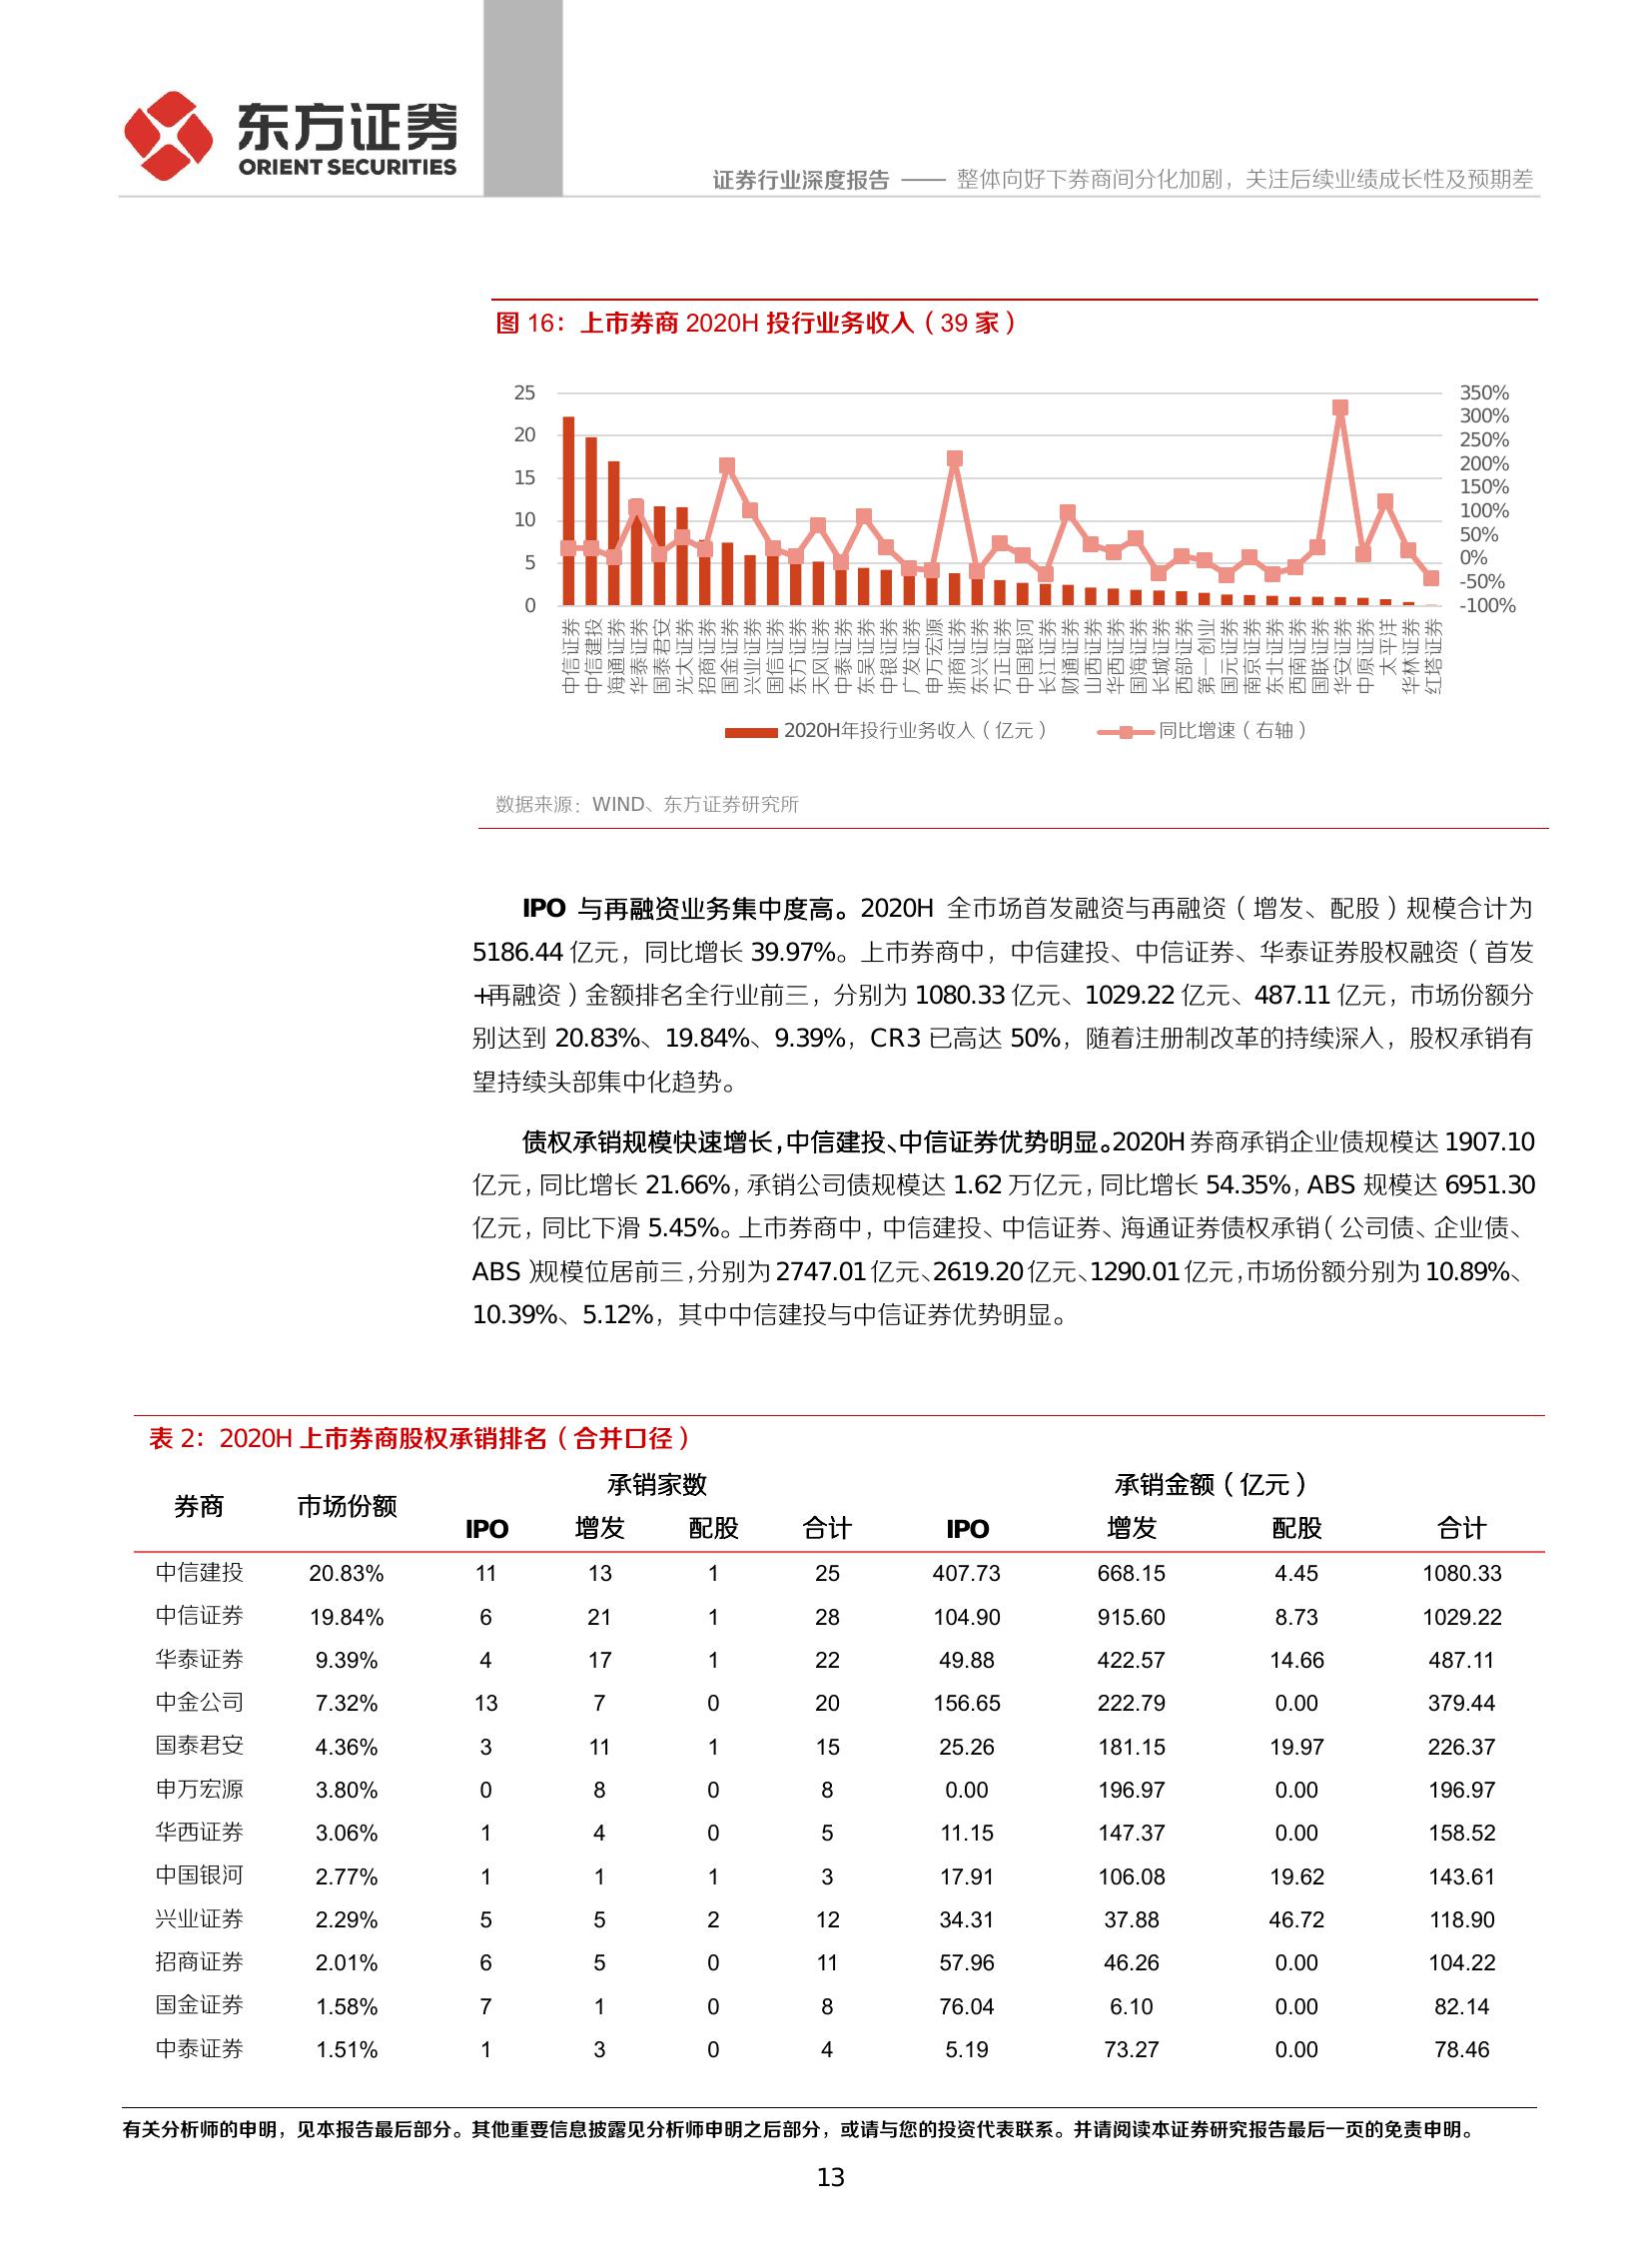 东方证券
ORIENT SECURITIES
证券行业深度报告 —— 整体向好下券商间分化加剧，关注后续业绩成长性及预期差
图 16：上市券商 2020H 投行业务收入（39 家）
25
20
15
10
5
0
350%
300%
250%
200%
150%
100%
50%
0%
-50%
-100%
中信证券
中信建投
海通证券
华泰证券
国泰君安
光大证券
招商证券
国金证券
兴业证券
国信证券
东方证券
天风证券
中泰证券
东吴证券
中银证券
广发证券
申万宏源
浙商证券
东兴证券
方正证券
中国银河
长江证券
财通证券
山西证券
华西证券
国海证券
长城证券
西部证券
第一创业
国元证券
南京证券
东北证券
西南证券
国联证券
华安证券
中原证券
太平洋
华林证券
红塔证券
2020H年投行业务收入（亿元） 同比增速（右轴）
数据来源：WIND、东方证券研究所
IPO 与再融资业务集中度高。2020H 全市场首发融资与再融资（增发、配股）规模合计为
5186.44 亿元，同比增长 39.97%。上市券商中，中信建投、中信证券、华泰证券股权融资（首发
+再融资）金额排名全行业前三，分别为 1080.33 亿元、1029.22 亿元、487.11 亿元，市场份额分
别达到 20.83%、19.84%、9.39%，CR3 已高达 50%，随着注册制改革的持续深入，股权承销有
望持续头部集中化趋势。
债权承销规模快速增长，中信建投、中信证券优势明显。2020H 券商承销企业债规模达 1907.10
亿元，同比增长 21.66%，承销公司债规模达 1.62 万亿元，同比增长 54.35%，ABS 规模达 6951.30
亿元，同比下滑 5.45%。上市券商中，中信建投、中信证券、海通证券债权承销（公司债、企业债、
ABS）规模位居前三，分别为 2747.01 亿元、2619.20 亿元、1290.01 亿元，市场份额分别为 10.89%、
10.39%、5.12%，其中中信建投与中信证券优势明显。
表 2：2020H 上市券商股权承销排名（合并口径）
券商 市场份额 承销家数 承销金额（亿元）
IPO 增发 配股 合计 IPO 增发 配股 合计
中信建投 20.83% 11 13 1 25 407.73 668.15 4.45 1080.33
中信证券 19.84% 6 21 1 28 104.90 915.60 8.73 1029.22
华泰证券 9.39% 4 17 1 22 49.88 422.57 14.66 487.11
中金公司 7.32% 13 7 0 20 156.65 222.79 0.00 379.44
国泰君安 4.36% 3 11 1 15 25.26 181.15 19.97 226.37
申万宏源 3.80% 0 8 0 8 0.00 196.97 0.00 196.97
华西证券 3.06% 1 4 0 5 11.15 147.37 0.00 158.52
中国银河 2.77% 1 1 1 3 17.91 106.08 19.62 143.61
兴业证券 2.29% 5 5 2 12 34.31 37.88 46.72 118.90
招商证券 2.01% 6 5 0 11 57.96 46.26 0.00 104.22
国金证券 1.58% 7 1 0 8 76.04 6.10 0.00 82.14
中泰证券 1.51% 1 3 0 4 5.19 73.27 0.00 78.46
有关分析师的申明，见本报告最后部分。其他重要信息披露见分析师申明之后部分，或请与您的投资代表联系。并请阅读本证券研究报告最后一页的免责申明。
13